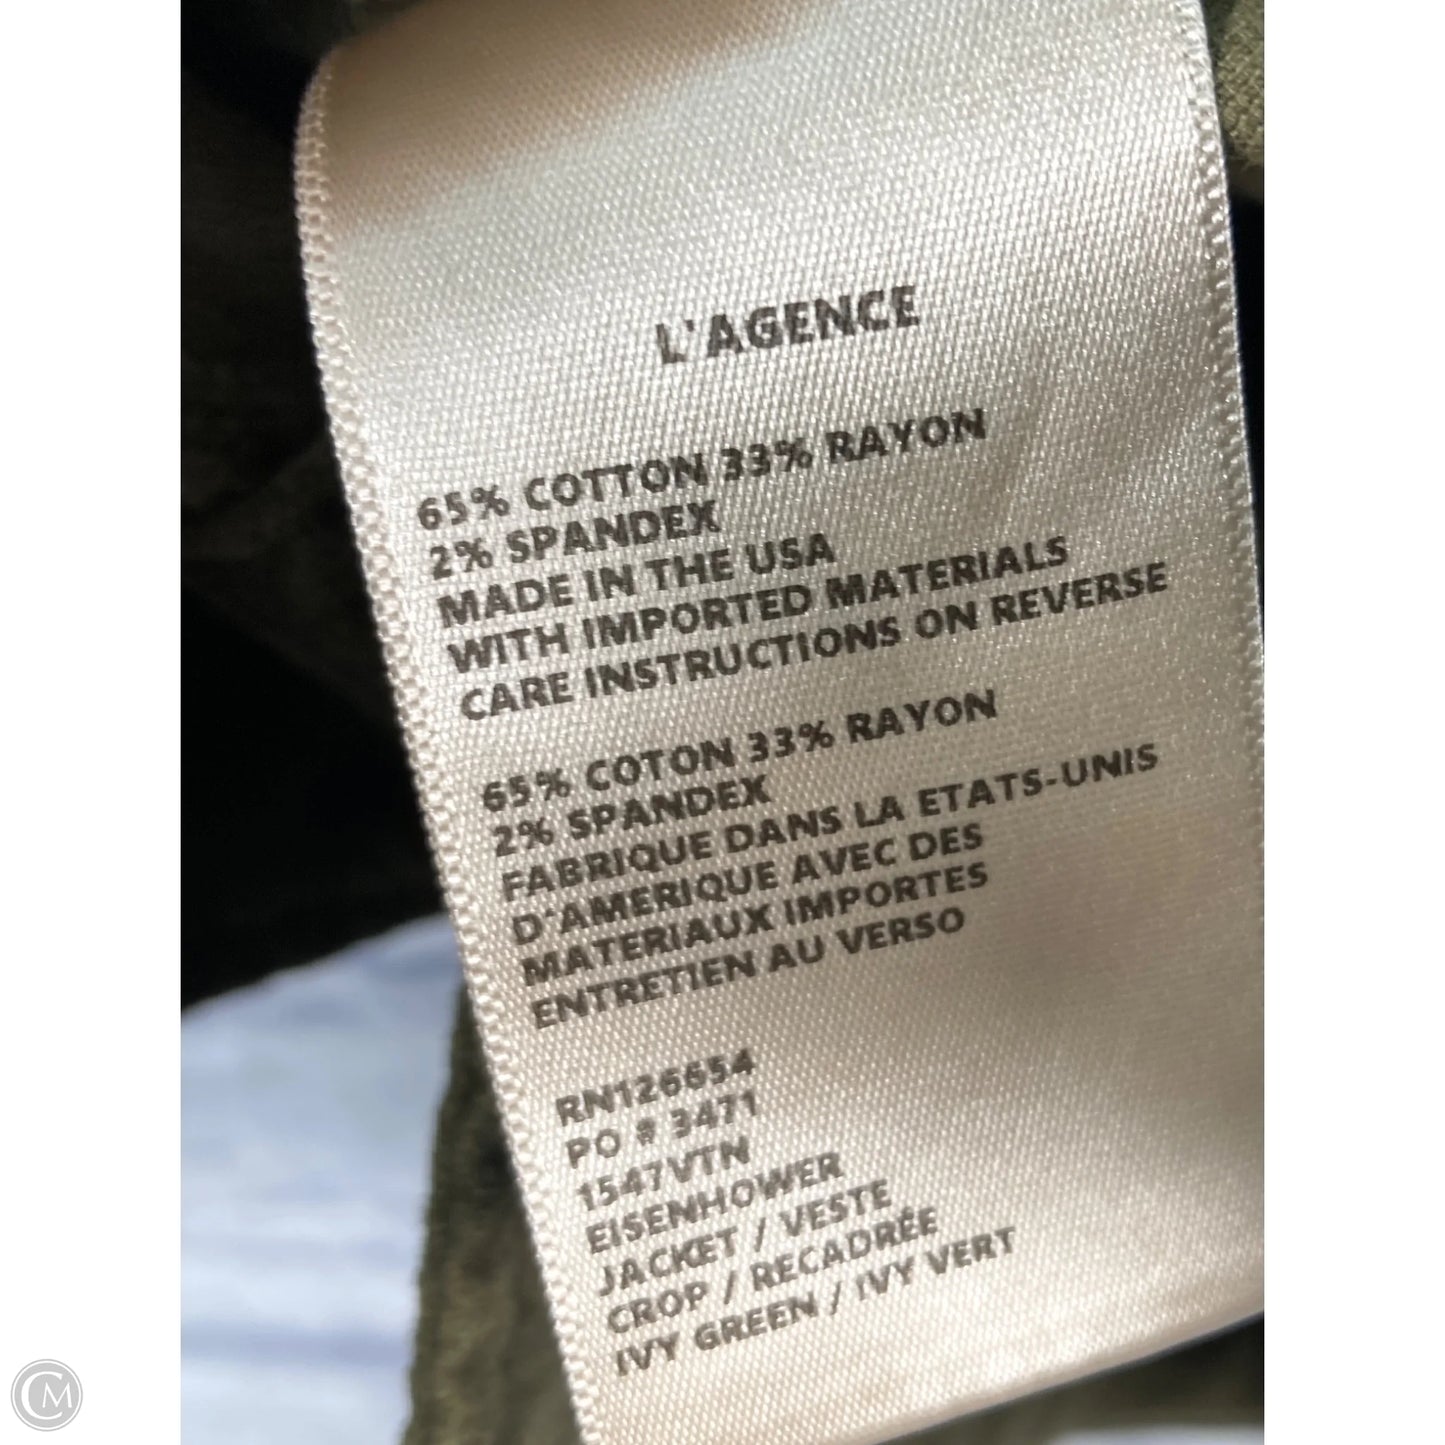 L'AGENCE
65% COTTON 33% RAYON
2% SPANDEX
MADE IN THE USA
WITH IMPORTED MATERIALS
CARE INSTRUCTIONS ON REVERSE
65% COTON 33% RAYON
2% SPANDEX
FABRIQUE DANS LA ETATS-UNIS
D'AMERIQUE AVEC DES
MATERIAUX IMPORTES
ENTRETIEN AU VERSO
RN126654
PO # 3471
1547VTN
EISENHOWER
JACKET / VESTE
CROP / RECADRÉE
IVY GREEN / IVY VERT
CM